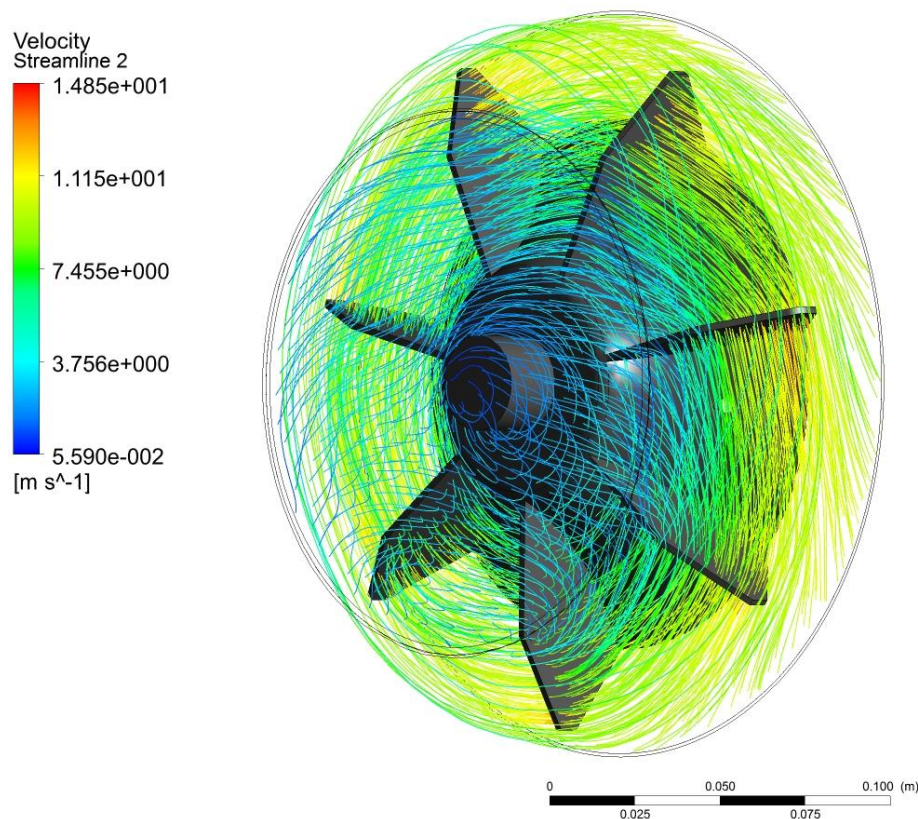 Velocity
Streamline 2
1.485e+001
1.115e+001
7.455e+000
3.756e+000
5.590e-002
[m s^-1]
0 0.050 0.100 (m)
0.025 0.075